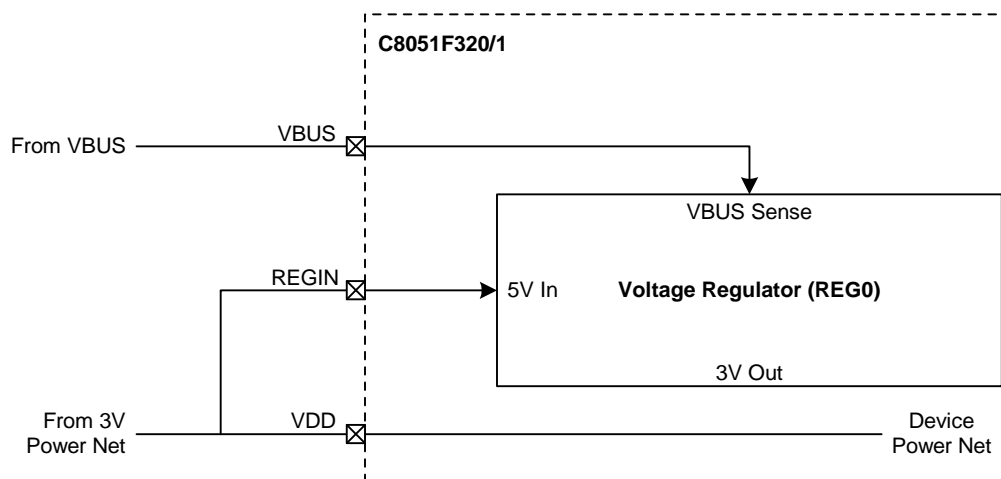 C8051F320/1
VBUS
From VBUS
VBUS Sense
REGIN
5V In
Voltage Regulator (REG0)
3V Out
From 3V
Power Net
VDD
Device
Power Net